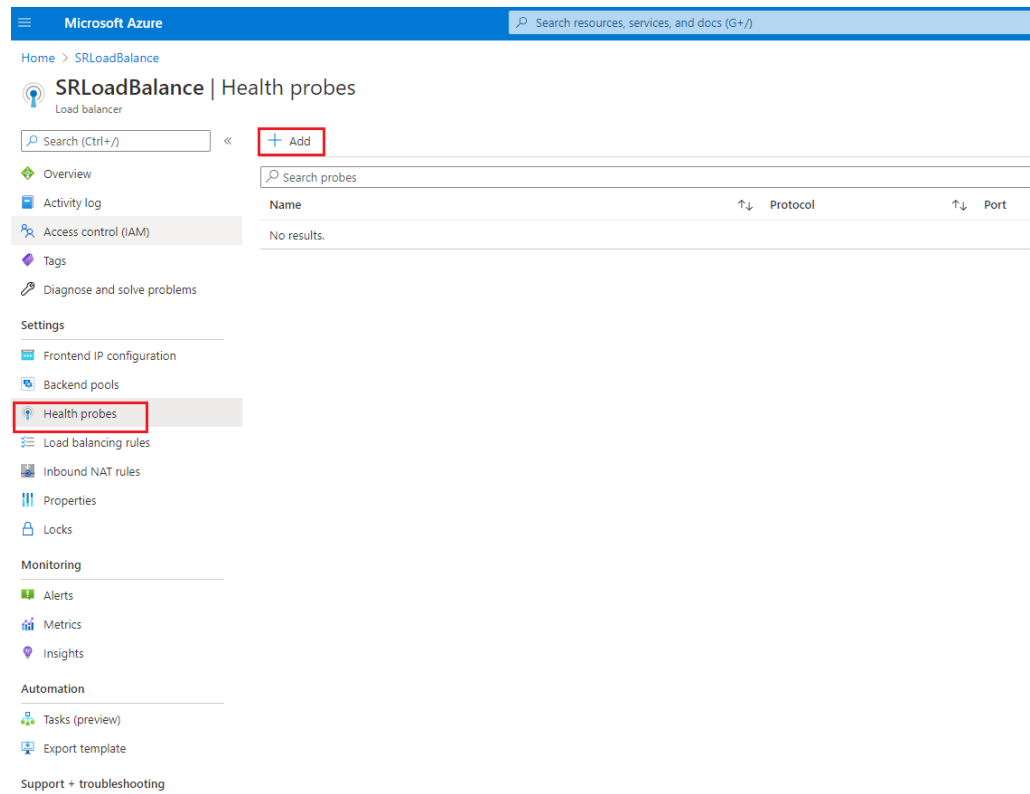 Microsoft Azure
Search resources, services, and docs (G+/)
Home > SRLoadBalance
SRLoadBalance | Health probes
Load balancer
Search (Ctrl+/)
«
+ Add
Overview
Search probes
Activity log
Name ↑↓ Protocol ↑↓ Port
Access control (IAM)
No results.
Tags
Diagnose and solve problems
Settings
Frontend IP configuration
Backend pools
Health probes
Load balancing rules
Inbound NAT rules
Properties
Locks
Monitoring
Alerts
Metrics
Insights
Automation
Tasks (preview)
Export template
Support + troubleshooting